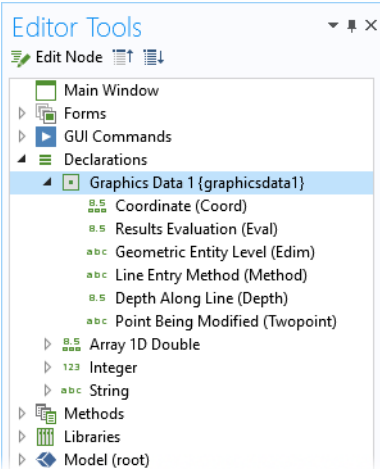 Editor Tools
Edit Node
Main Window
Forms
GUI Commands
Declarations
Graphics Data 1 {graphicsdata1}
8.5 Coordinate (Coord)
8.5 Results Evaluation (Eval)
abc Geometric Entity Level (Edim)
abc Line Entry Method (Method)
8.5 Depth Along Line (Depth)
abc Point Being Modified (Twopoint)
8.5 Array 1D Double
123 Integer
abc String
Methods
Libraries
Model (root)